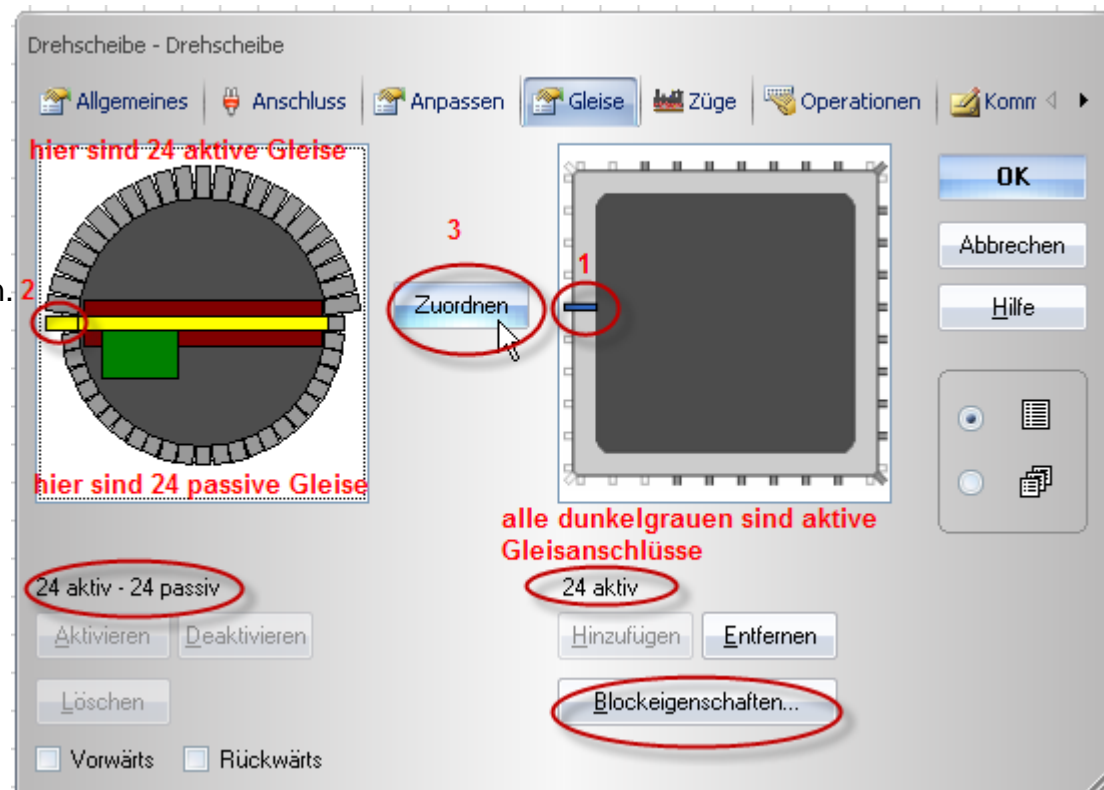 Drehscheibe - Drehscheibe
Allgemeines Anschluss Anpassen Gleise Züge Operationen Komm
hier sind 24 aktive Gleise
OK
3
Abbrechen
n.
2
1
Zuordnen
Hilfe
hier sind 24 passive Gleise
alle dunkelgrauen sind aktive
Gleisanschlüsse
24 aktiv - 24 passiv
24 aktiv
Aktivieren Deaktivieren
Hinzufügen Entfernen
Löschen
Blockeigenschaften...
Vorwärts Rückwärts